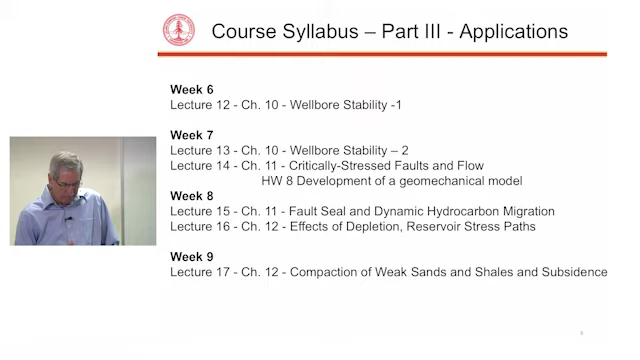 Course Syllabus – Part III - Applications
Week 6
Lecture 12 - Ch. 10 - Wellbore Stability -1
Week 7
Lecture 13 - Ch. 10 - Wellbore Stability – 2
Lecture 14 - Ch. 11 - Critically-Stressed Faults and Flow
HW 8 Development of a geomechanical model
Week 8
Lecture 15 - Ch. 11 - Fault Seal and Dynamic Hydrocarbon Migration
Lecture 16 - Ch. 12 - Effects of Depletion, Reservoir Stress Paths
Week 9
Lecture 17 - Ch. 12 - Compaction of Weak Sands and Shales and Subsidence